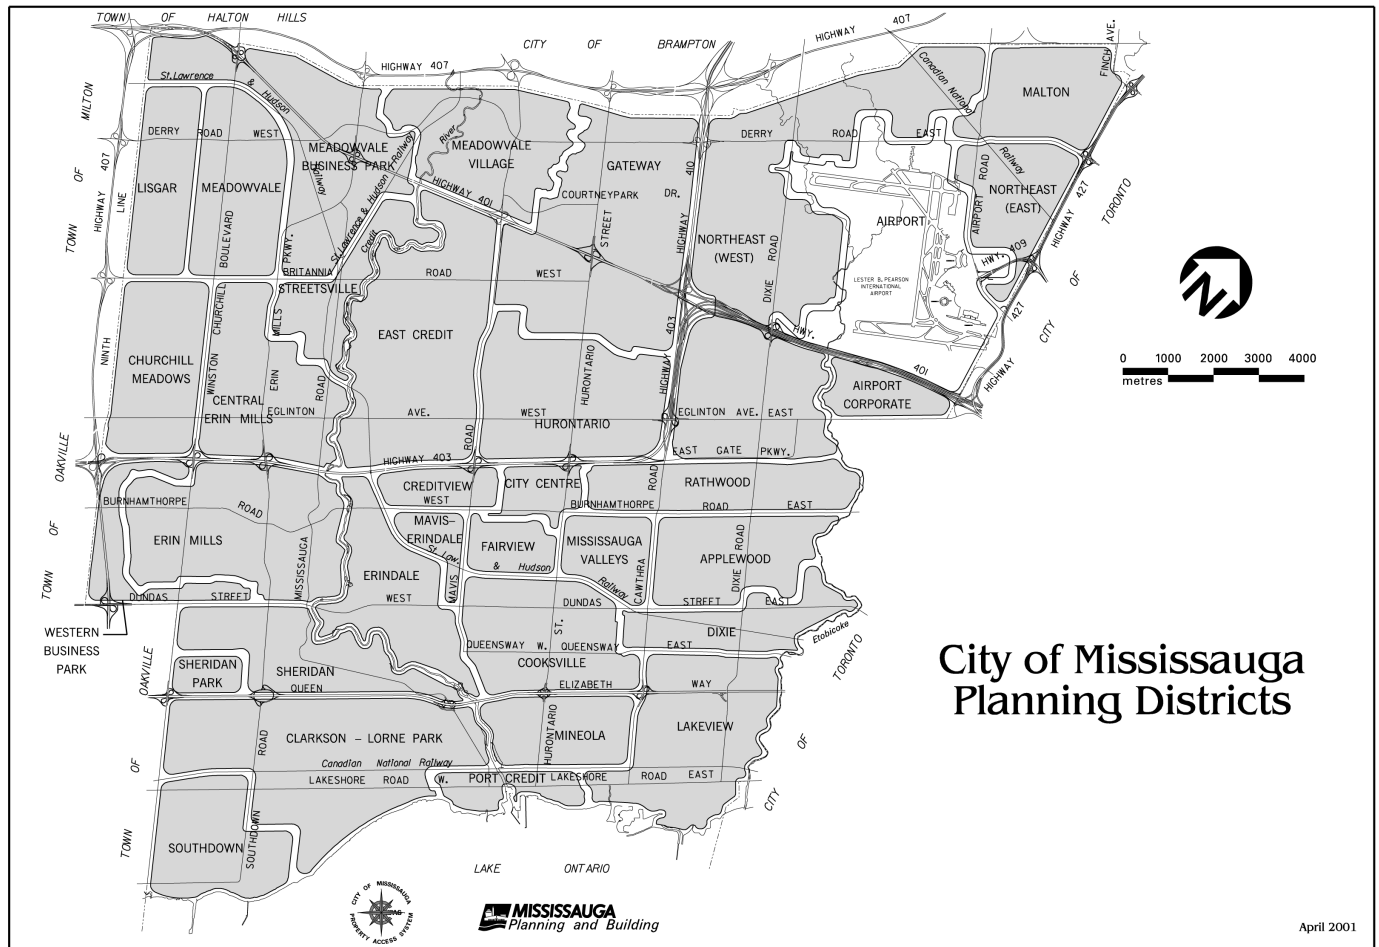 TOWN OF HALTON HILLS
CITY OF BRAMPTON
HIGHWAY 407
HIGHWAY 407
FINCH AVE.
TOWN OF MILTON
HIGHWAY 407
St.Lawrence & Hudson Railway
Canadian National Railway
MALTON
DERRY ROAD WEST
DERRY ROAD EAST
River
MEADOWVALE
BUSINESS PARK
MEADOWVALE
VILLAGE
GATEWAY
LISGAR
MEADOWVALE
HIGHWAY 401
COURTNEYPARK DR.
NORTHEAST
(EAST)
AIRPORT ROAD
HIGHWAY 427
CITY OF TORONTO
NINTH LINE
WINSTON CHURCHILL BOULEVARD
ERIN MILLS PKWY.
St. Lawrence & Hudson Railway
Credit
HURONTARIO STREET
HIGHWAY 410
NORTHEAST
(WEST)
DIXIE ROAD
AIRPORT
LESTER B. PEARSON
INTERNATIONAL
AIRPORT
HWY. 409
BRITANNIA ROAD WEST
STREETSVILLE
EAST CREDIT
HIGHWAY 403
HWY. 401
427
HIGHWAY
CHURCHILL
MEADOWS
CENTRAL
ERIN MILLS
MISSISSAUGA ROAD
AIRPORT
CORPORATE
EGLINTON AVE. WEST
EGLINTON AVE. EAST
HURONTARIO
0 1000 2000 3000 4000
metres
TOWN OF OAKVILLE
HIGHWAY 403
EAST GATE PKWY.
CREDITVIEW
CITY CENTRE
RATHWOOD
BURNHAMTHORPE ROAD
WEST
BURNHAMTHORPE ROAD EAST
ERIN MILLS
MAVIS–
ERINDALE
FAIRVIEW
MISSISSAUGA
VALLEYS
APPLEWOOD
St. Law. & Hudson Railway
ERINDALE
MAVIS ROAD
CAWTHRA ROAD
DIXIE ROAD
DUNDAS STREET WEST
DUNDAS STREET EAST
WESTERN
BUSINESS
PARK
DIXIE
Etobicoke
TORONTO
QUEENSWAY W. QUEENSWAY EAST
COOKSVILLE
SHERIDAN
PARK
SHERIDAN
QUEEN ELIZABETH WAY
HURONTARIO ST.
LAKEVIEW
MINEOLA
CLARKSON – LORNE PARK
Canadian National Railway
LAKESHORE ROAD W.
PORT CREDIT
LAKESHORE ROAD EAST
SOUTHDOWN ROAD
SOUTHDOWN
TOWN OF OAKVILLE
CITY OF
LAKE ONTARIO
City of Mississauga
Planning Districts
CITY OF MISSISSAUGA
PROPERTY ACCESS SYSTEM
MISSISSAUGA
Planning and Building
April 2001